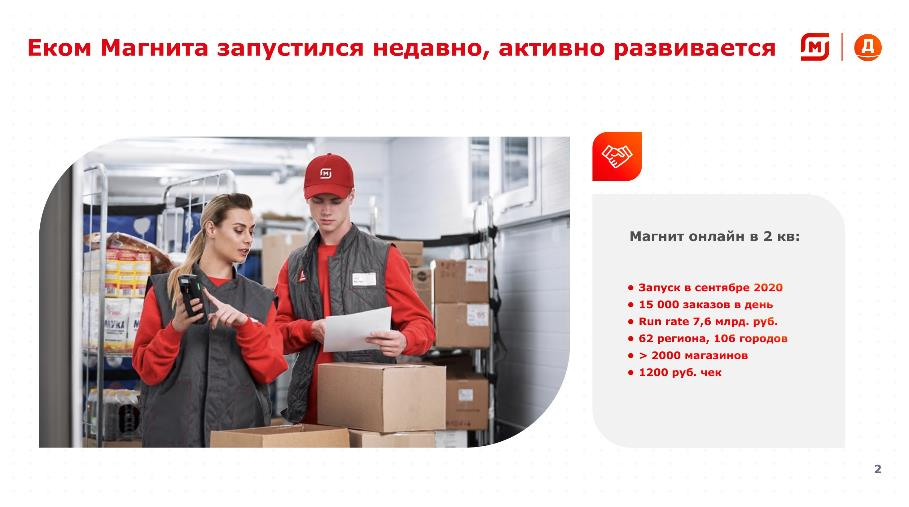 Еком Магнита запустился недавно, активно развивается
Д
М
МУКА
Магнит онлайн в 2 кв:
• Запуск в сентябре 2020
• 15 000 заказов в день
• Run rate 7,6 млрд. руб.
• 62 региона, 106 городов
• > 2000 магазинов
• 1200 руб. чек
2